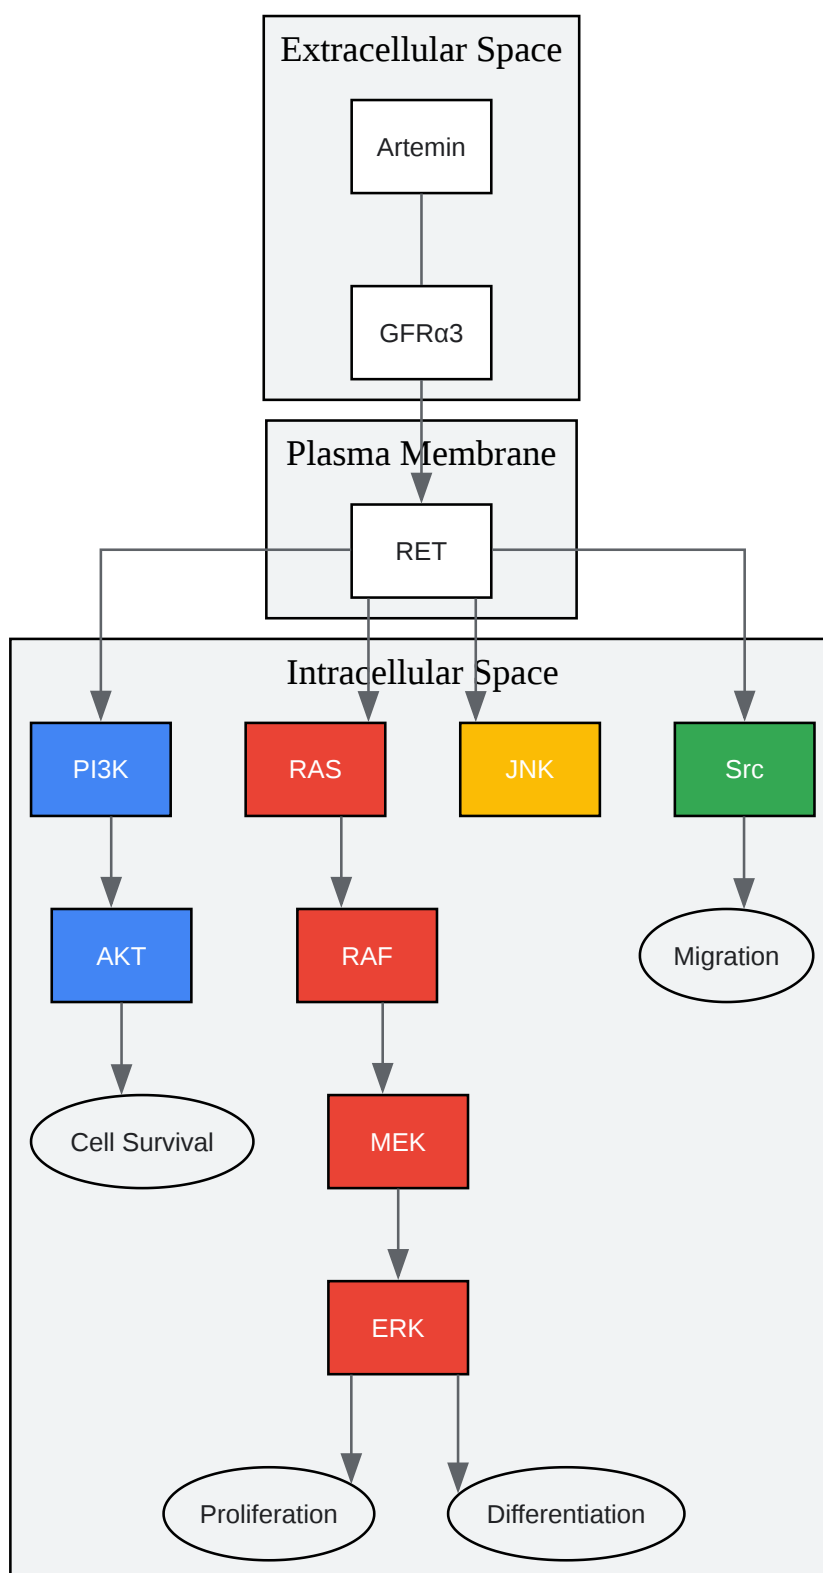 Extracellular Space
Artemin
GFRα3
Plasma Membrane
RET
Intracellular Space
PI3K
RAS
JNK
Src
AKT
RAF
Migration
Cell Survival
MEK
ERK
Proliferation
Differentiation